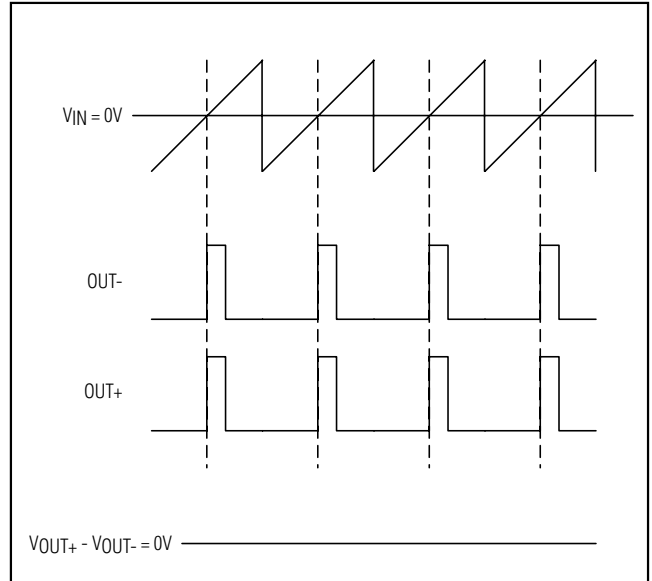 VIN = 0V
OUT-
OUT+
VOUT+ - VOUT- = 0V